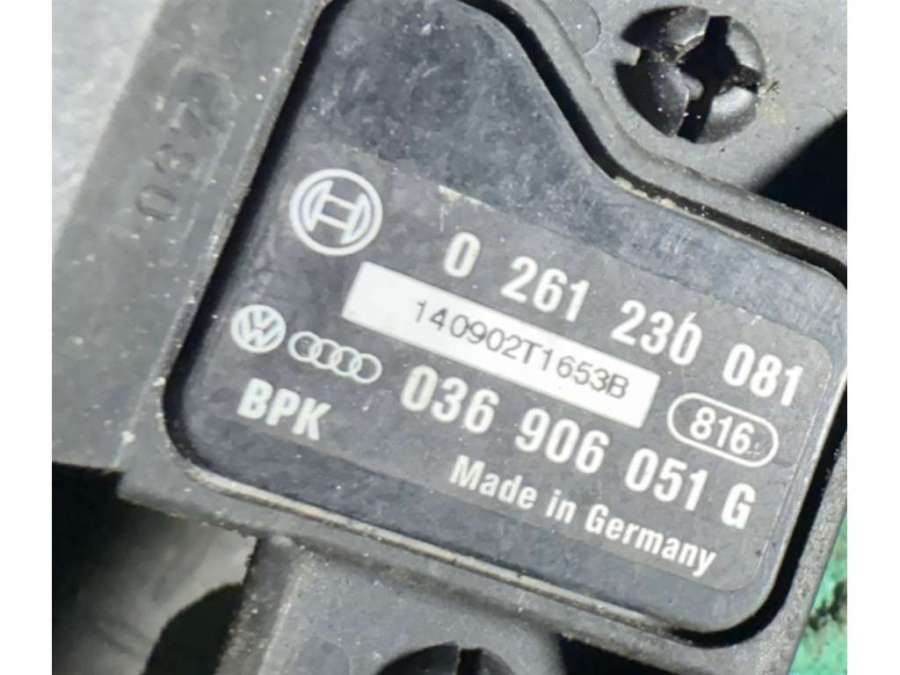 0 261 230 081
140902T1653B
816
036 906 051 G
BPK
Made in Germany